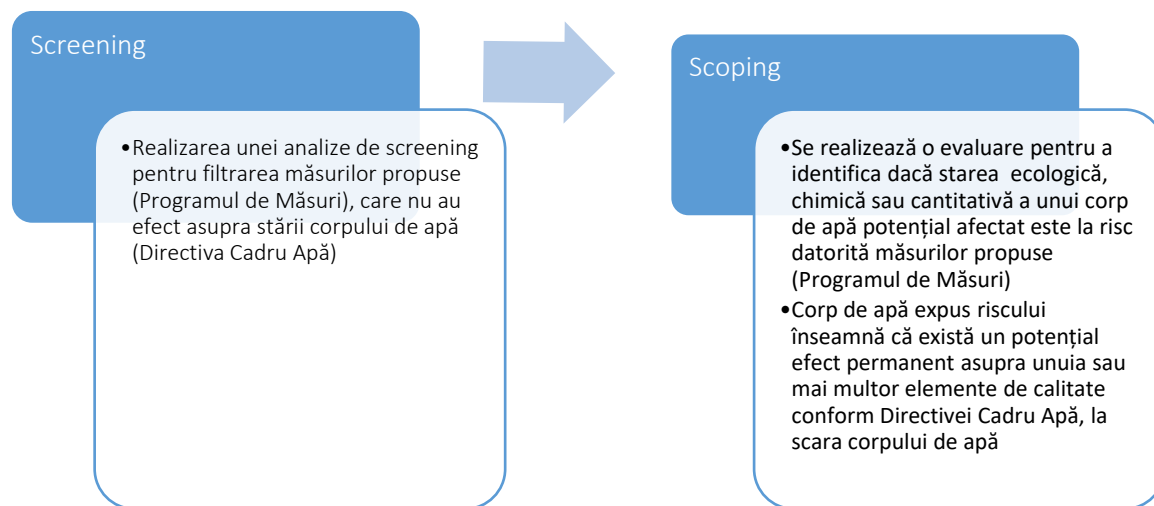 Screening
•Realizarea unei analize de screening
pentru filtrarea măsurilor propuse
(Programul de Măsuri), care nu au
efect asupra stării corpului de apă
(Directiva Cadru Apă)
Scoping
•Se realizează o evaluare pentru a
identifica dacă starea ecologică,
chimică sau cantitativă a unui corp
de apă potențial afectat este la risc
datorită măsurilor propuse
(Programul de Măsuri)
•Corp de apă expus riscului
înseamnă că există un potențial
efect permanent asupra unuia sau
mai multor elemente de calitate
conform Directivei Cadru Apă, la
scara corpului de apă